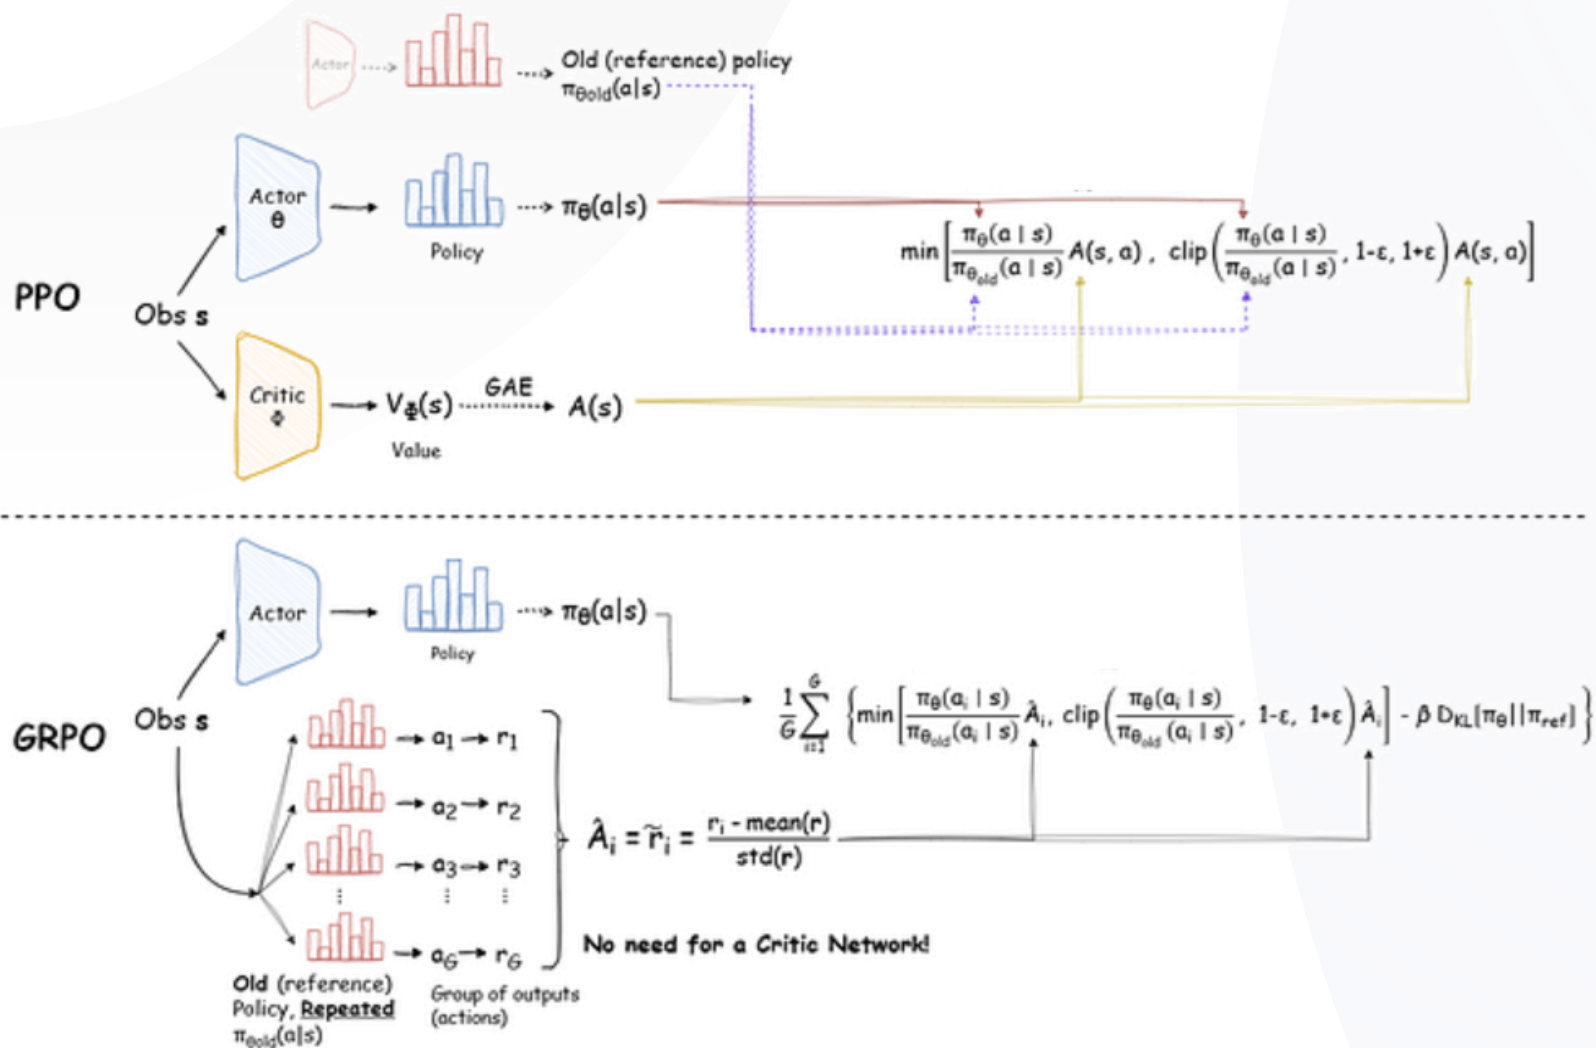 Actor
Old (reference) policy
πθold(a|s)
Actor
θ
Policy
πθ(a|s)
min[πθ(a | s)/πθold(a | s) A(s, a) , clip(πθ(a | s)/πθold(a | s) , 1-ε, 1+ε) A(s, a)]
PPO
Obs s
Critic
Φ
VΦ(s)
GAE
A(s)
Value
Actor
Policy
πθ(a|s)
GRPO
Obs s
1/G ∑i=1G {min[πθ(ai | s)/πθold(ai | s) Âi, clip(πθ(ai | s)/πθold(ai | s) , 1-ε, 1+ε) Âi] - β DKL[πθ||πref]}
a1 r1
a2 r2
a3 r3
⋮ ⋮ ⋮
aG rG
Âi = r̃i = ri - mean(r)/std(r)
No need for a Critic Network!
Old (reference)
Policy, Repeated
πθold(a|s)
Group of outputs
(actions)